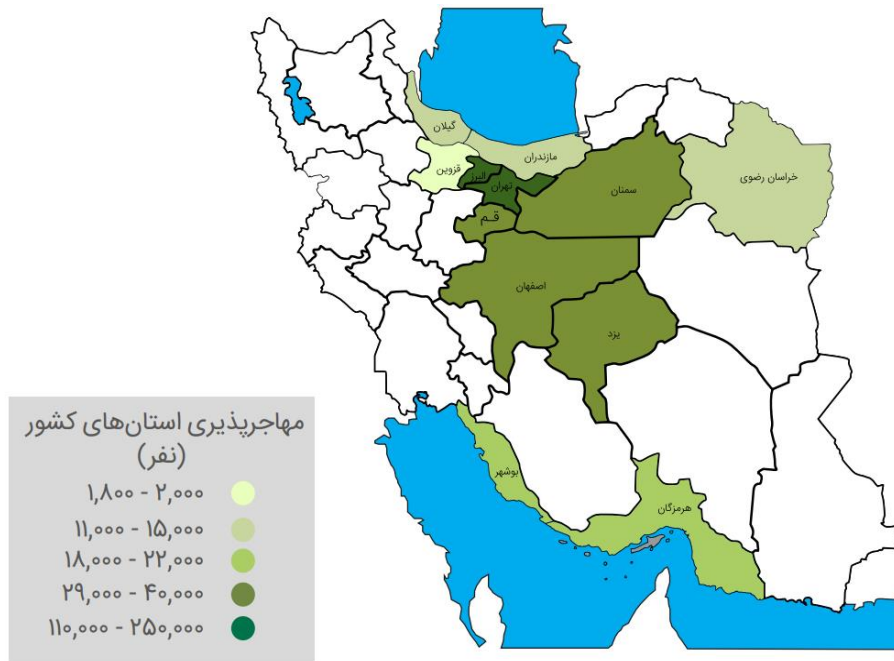 گیلان
مازندران
خراسان رضوی
قزوین
البرز
تهران
سمنان
قـم
اصفهان
یزد
بوشهر
هرمزگان
مهاجرپذیری استان‌های کشور
(نفر)
۱,۸۰۰ - ۲,۰۰۰
۱۱,۰۰۰ - ۱۵,۰۰۰
۱۸,۰۰۰ - ۲۲,۰۰۰
۲۹,۰۰۰ - ۴۰,۰۰۰
۱۱۰,۰۰۰ - ۲۵۰,۰۰۰